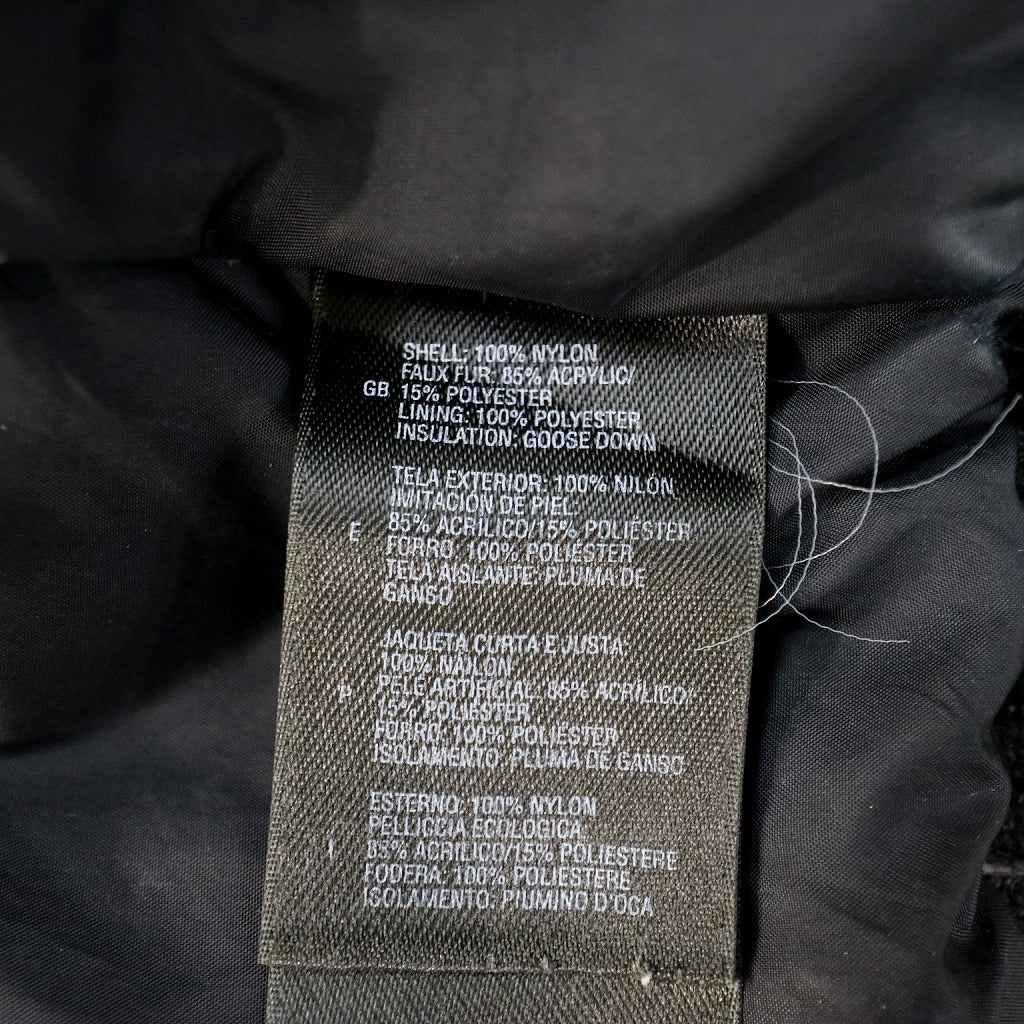 SHELL: 100% NYLON
FAUX FUR: 85% ACRYLIC/
GB 15% POLYESTER
LINING: 100% POLYESTER
INSULATION: GOOSE DOWN
TELA EXTERIOR: 100% NILÓN
IMITACIÓN DE PIEL:
E 85% ACRÍLICO/15% POLIÉSTER
FORRO: 100% POLIÉSTER
TELA AISLANTE: PLUMA DE
GANSO
JAQUETA CURTA E JUSTA:
100% NÁILON
P PELE ARTIFICIAL: 85% ACRÍLICO/
15% POLIÉSTER
FORRO: 100% POLIÉSTER
ISOLAMENTO: PLUMA DE GANSO
ESTERNO: 100% NYLON
PELLICCIA ECOLOGICA:
I 85% ACRILICO/15% POLIESTERE
FODERA: 100% POLIESTERE
ISOLAMENTO: PIUMINO D'OCA